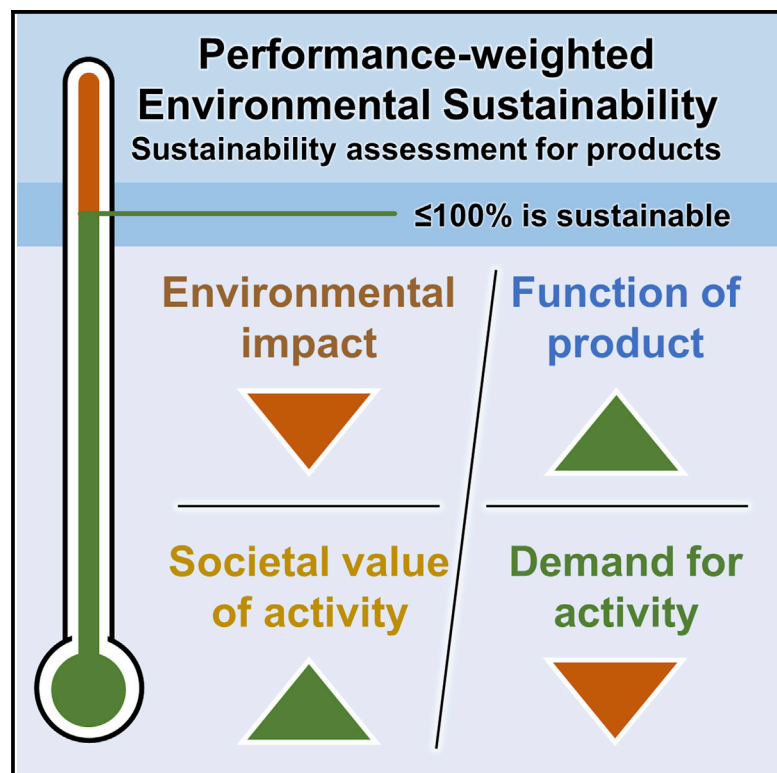 Performance-weighted
Environmental Sustainability
Sustainability assessment for products
≤100% is sustainable
Environmental
impact
Function of
product
Societal value
of activity
Demand for
activity